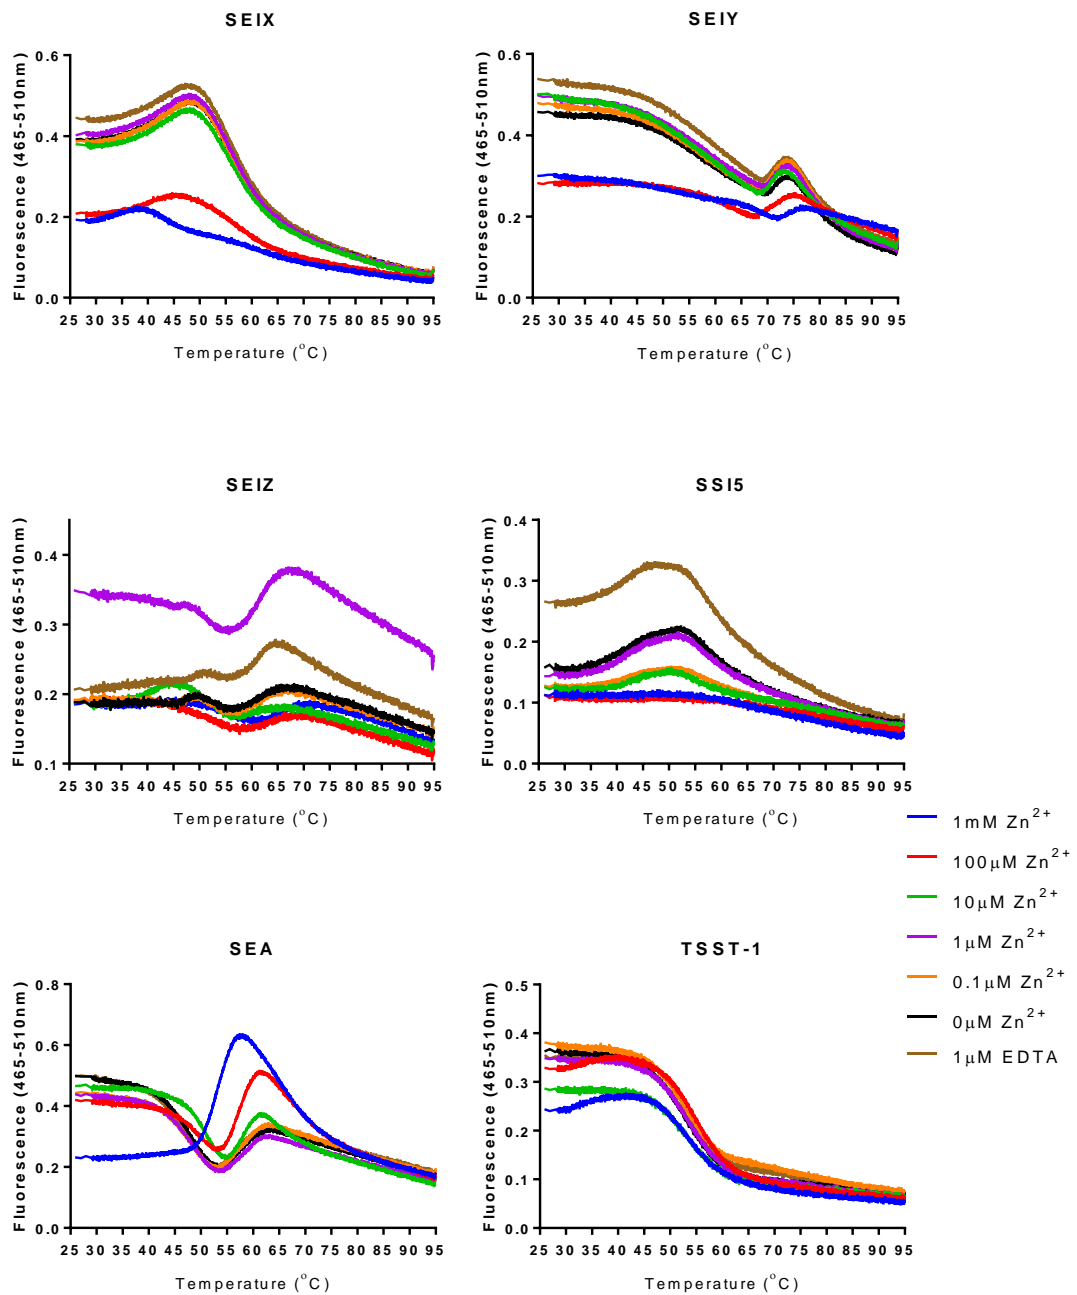 SElX
SElY
Fluorescence (465-510nm)
0.6
0.4
0.2
0.0
25 30 35 40 45 50 55 60 65 70 75 80 85 90 95
Temperature (°C)
Fluorescence (465-510nm)
0.6
0.4
0.2
0.0
25 30 35 40 45 50 55 60 65 70 75 80 85 90 95
Temperature (°C)
SElZ
SSl5
Fluorescence (465-510nm)
0.4
0.3
0.2
0.1
25 30 35 40 45 50 55 60 65 70 75 80 85 90 95
Temperature (°C)
Fluorescence (465-510nm)
0.4
0.3
0.2
0.1
0.0
25 30 35 40 45 50 55 60 65 70 75 80 85 90 95
Temperature (°C)
1mM Zn²⁺
100μM Zn²⁺
10μM Zn²⁺
1μM Zn²⁺
0.1μM Zn²⁺
0μM Zn²⁺
1μM EDTA
SEA
TSST-1
Fluorescence (465-510nm)
0.8
0.6
0.4
0.2
0.0
25 30 35 40 45 50 55 60 65 70 75 80 85 90 95
Temperature (°C)
Fluorescence (465-510nm)
0.5
0.4
0.3
0.2
0.1
0.0
25 30 35 40 45 50 55 60 65 70 75 80 85 90 95
Temperature (°C)